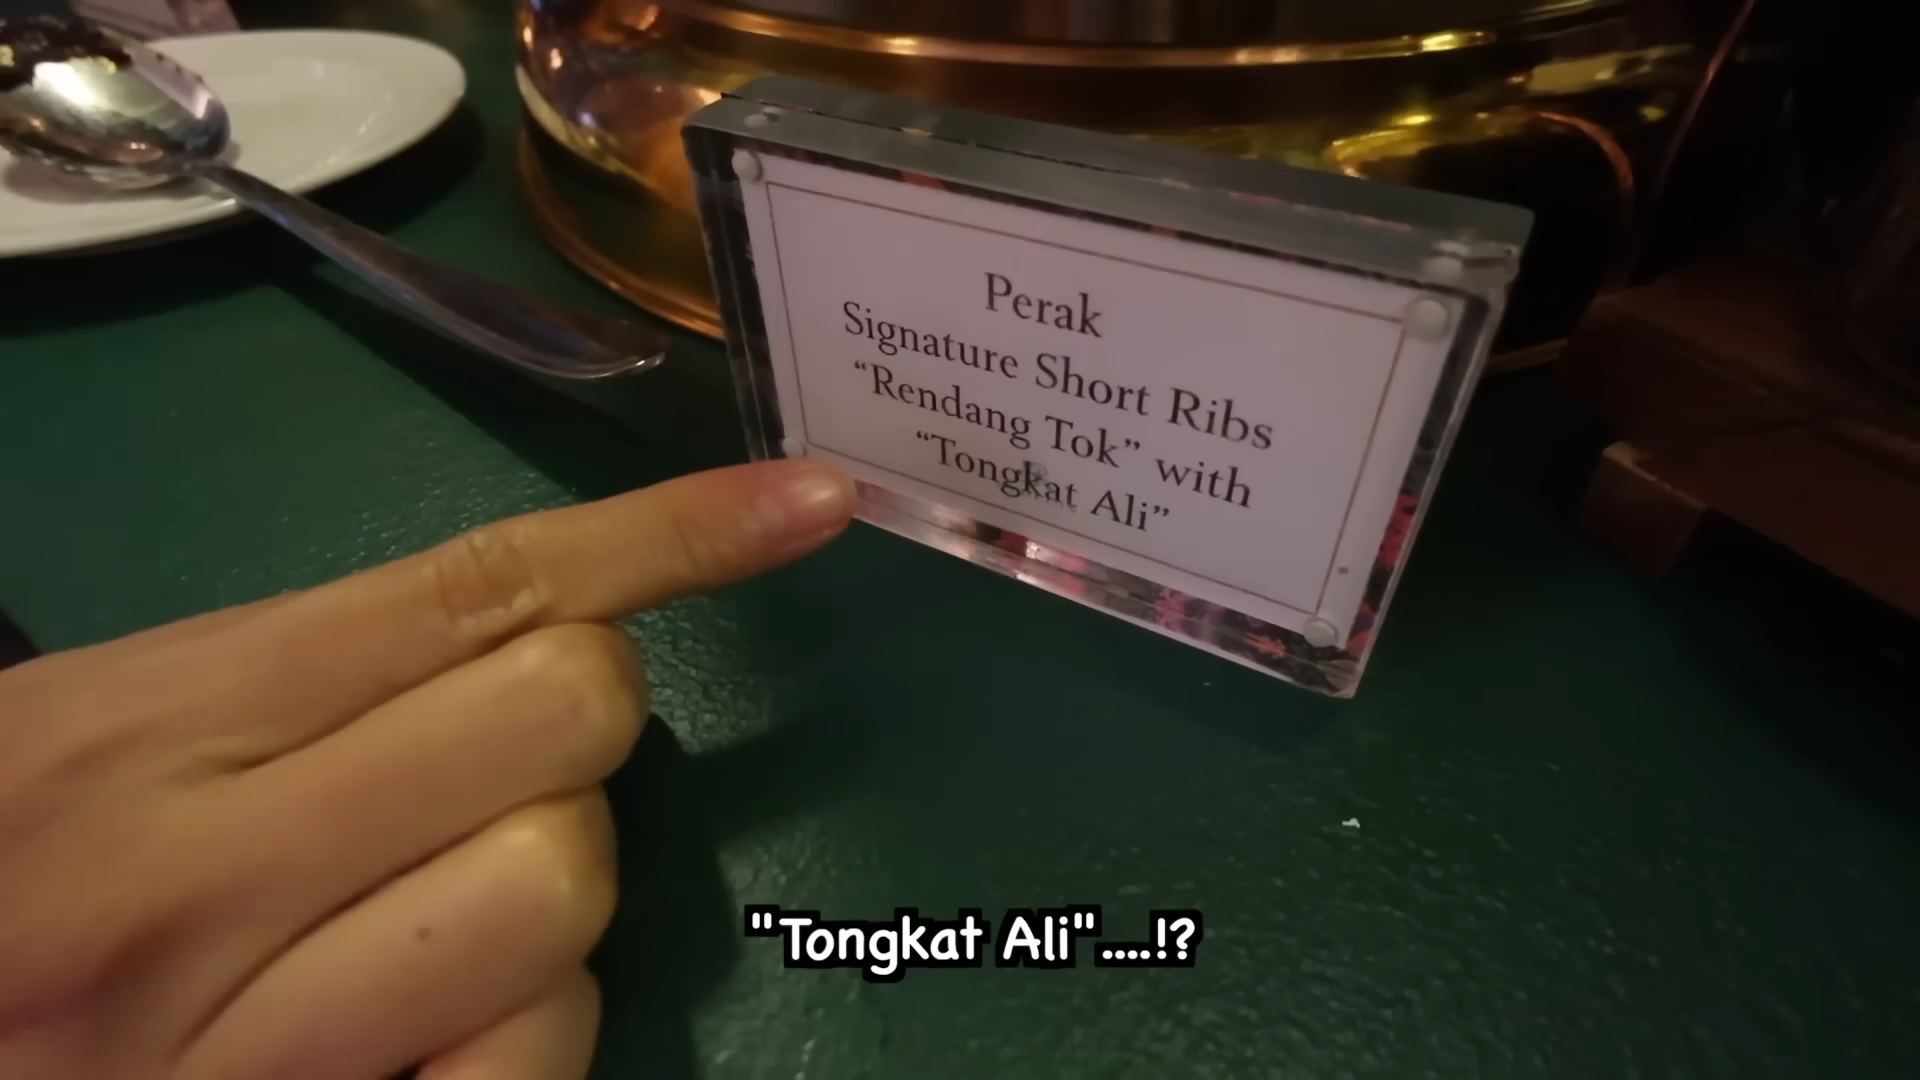 Perak
Signature Short Ribs
“Rendang Tok” with
“Tongkat Ali”
"Tongkat Ali"....!?